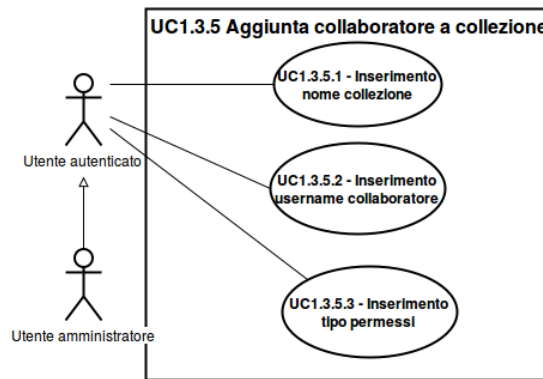 UC1.3.5 Aggiunta collaboratore a collezione
UC1.3.5.1 - Inserimento
nome collezione
Utente autenticato
UC1.3.5.2 - Inserimento
username collaboratore
UC1.3.5.3 - Inserimento
tipo permessi
Utente amministratore